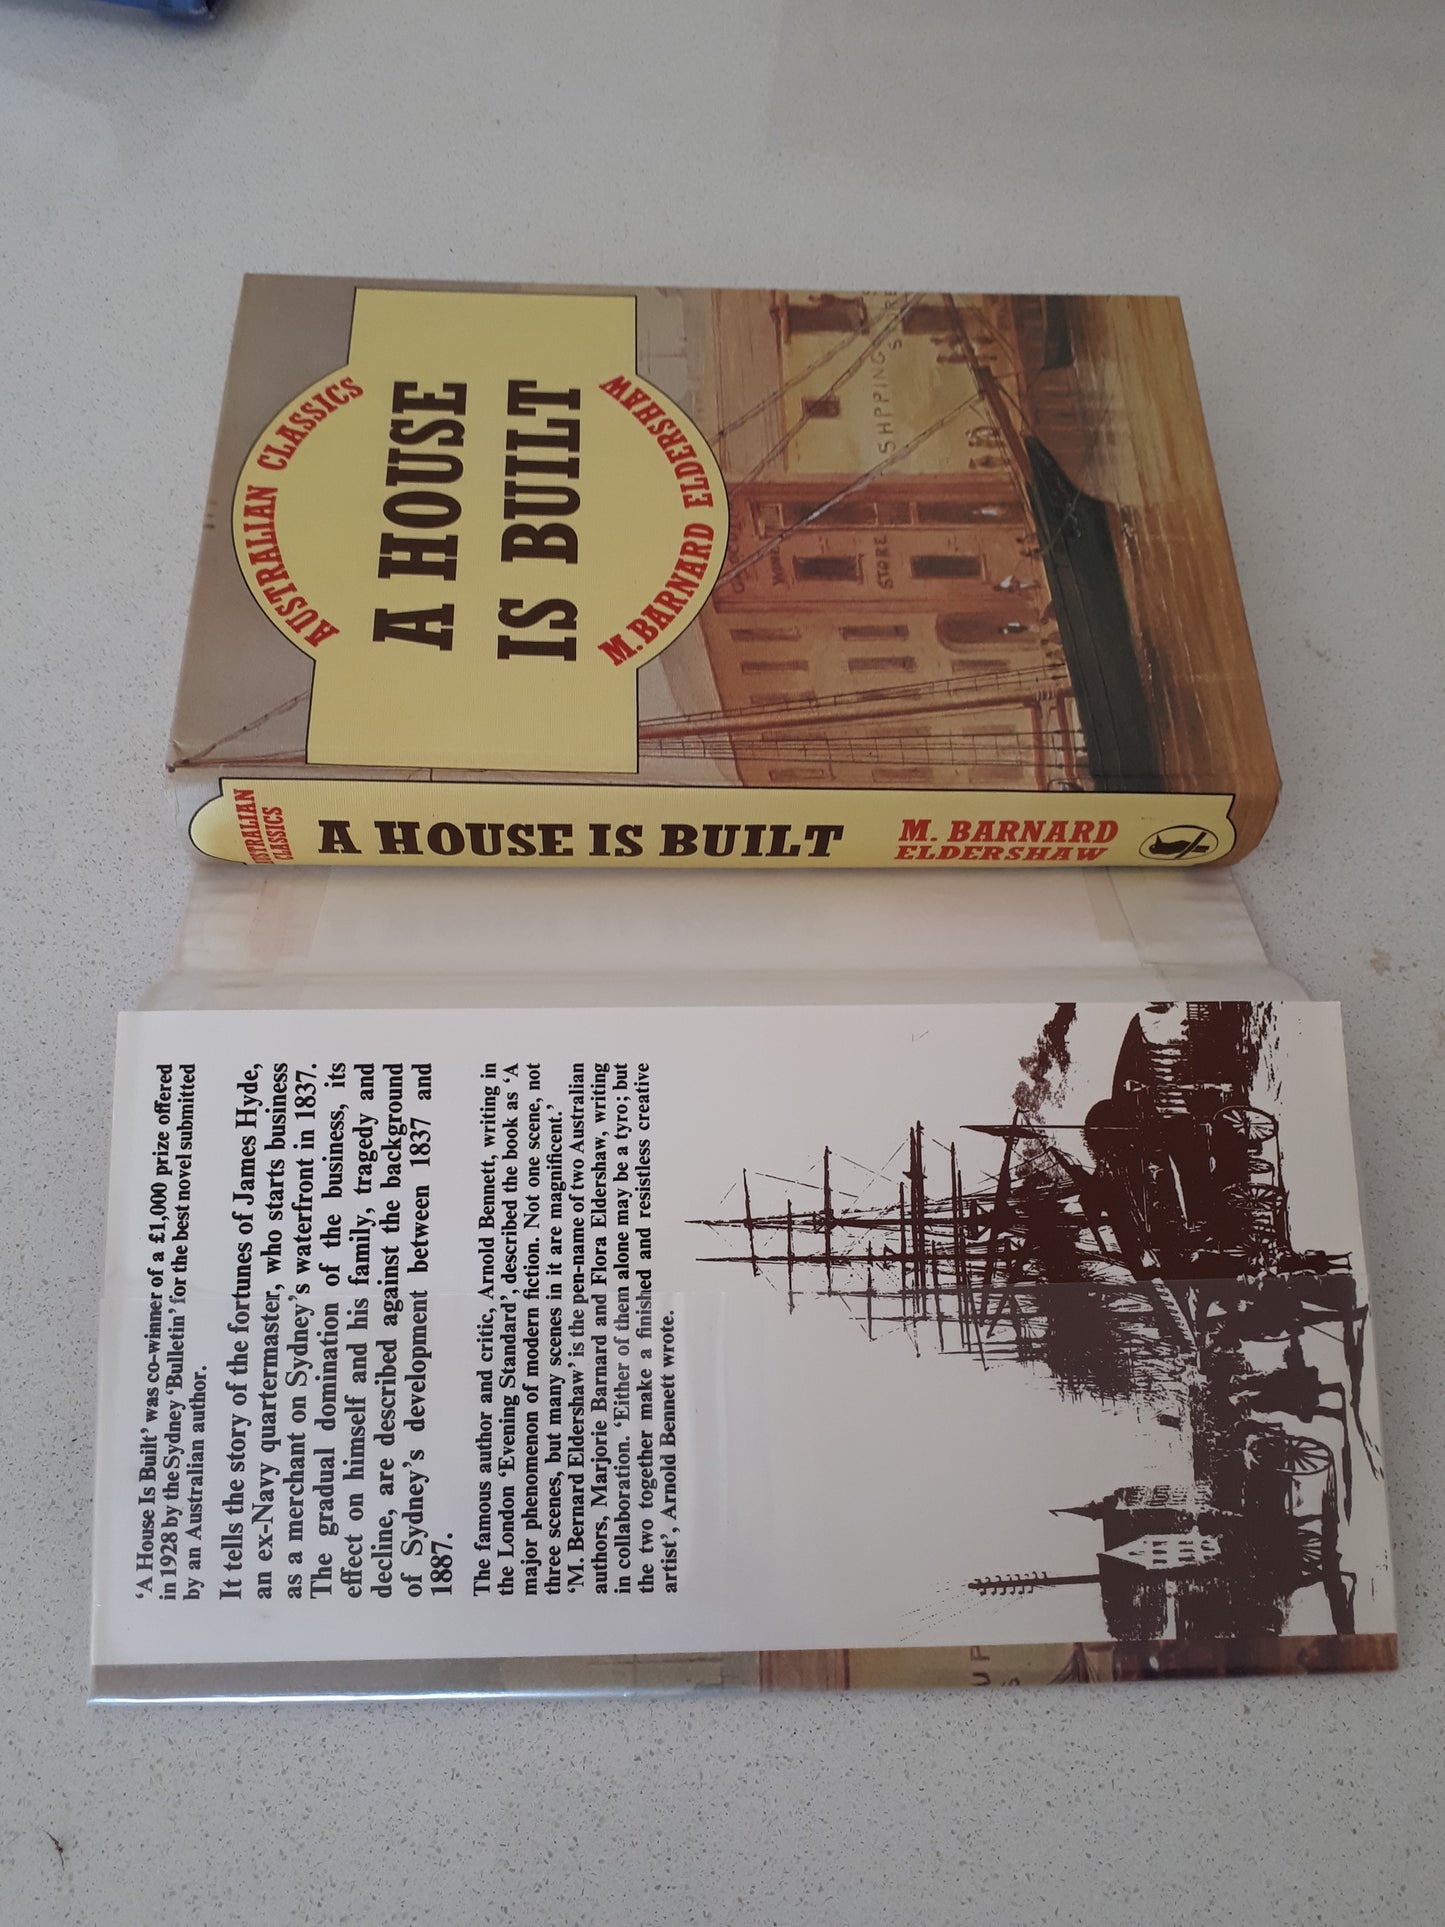 AUSTRALIAN CLASSICS
A HOUSE
IS BUILT
M. BARNARD ELDERSHAW
STORE
SHPPING
CLASSICS
A HOUSE IS BUILT
M. BARNARD
ELDERSHAW
‘A House Is Built’ was co-winner of a £1,000 prize offered
in 1928 by the Sydney ‘Bulletin’ for the best novel submitted
by an Australian author.
It tells the story of the fortunes of James Hyde,
an ex-Navy quartermaster, who starts business
as a merchant on Sydney’s waterfront in 1837.
The gradual domination of the business, its
effect on himself and his family, tragedy and
decline, are described against the background
of Sydney’s development between 1837 and
1887.
The famous author and critic, Arnold Bennett, writing in
the London ‘Evening Standard’, described the book as ‘A
major phenomenon of modern fiction. Not one scene, not
three scenes, but many scenes in it are magnificent.’
‘M. Bernard Eldershaw’ is the pen-name of two Australian
authors, Marjorie Barnard and Flora Eldershaw, writing
in collaboration. ‘Either of them alone may be a tyro; but
the two together make a finished and resistless creative
artist’, Arnold Bennett wrote.